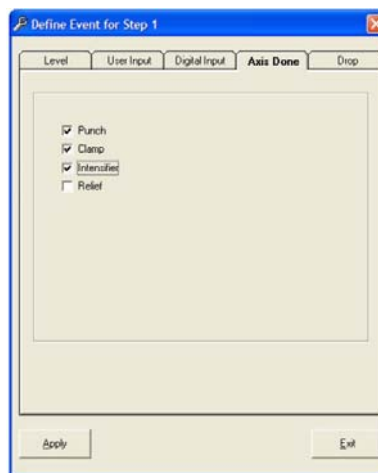 Define Event for Step 1
Level User Input Digital Input Axis Done Drop
Punch
Clamp
Intensifier
Relief
Apply Exit